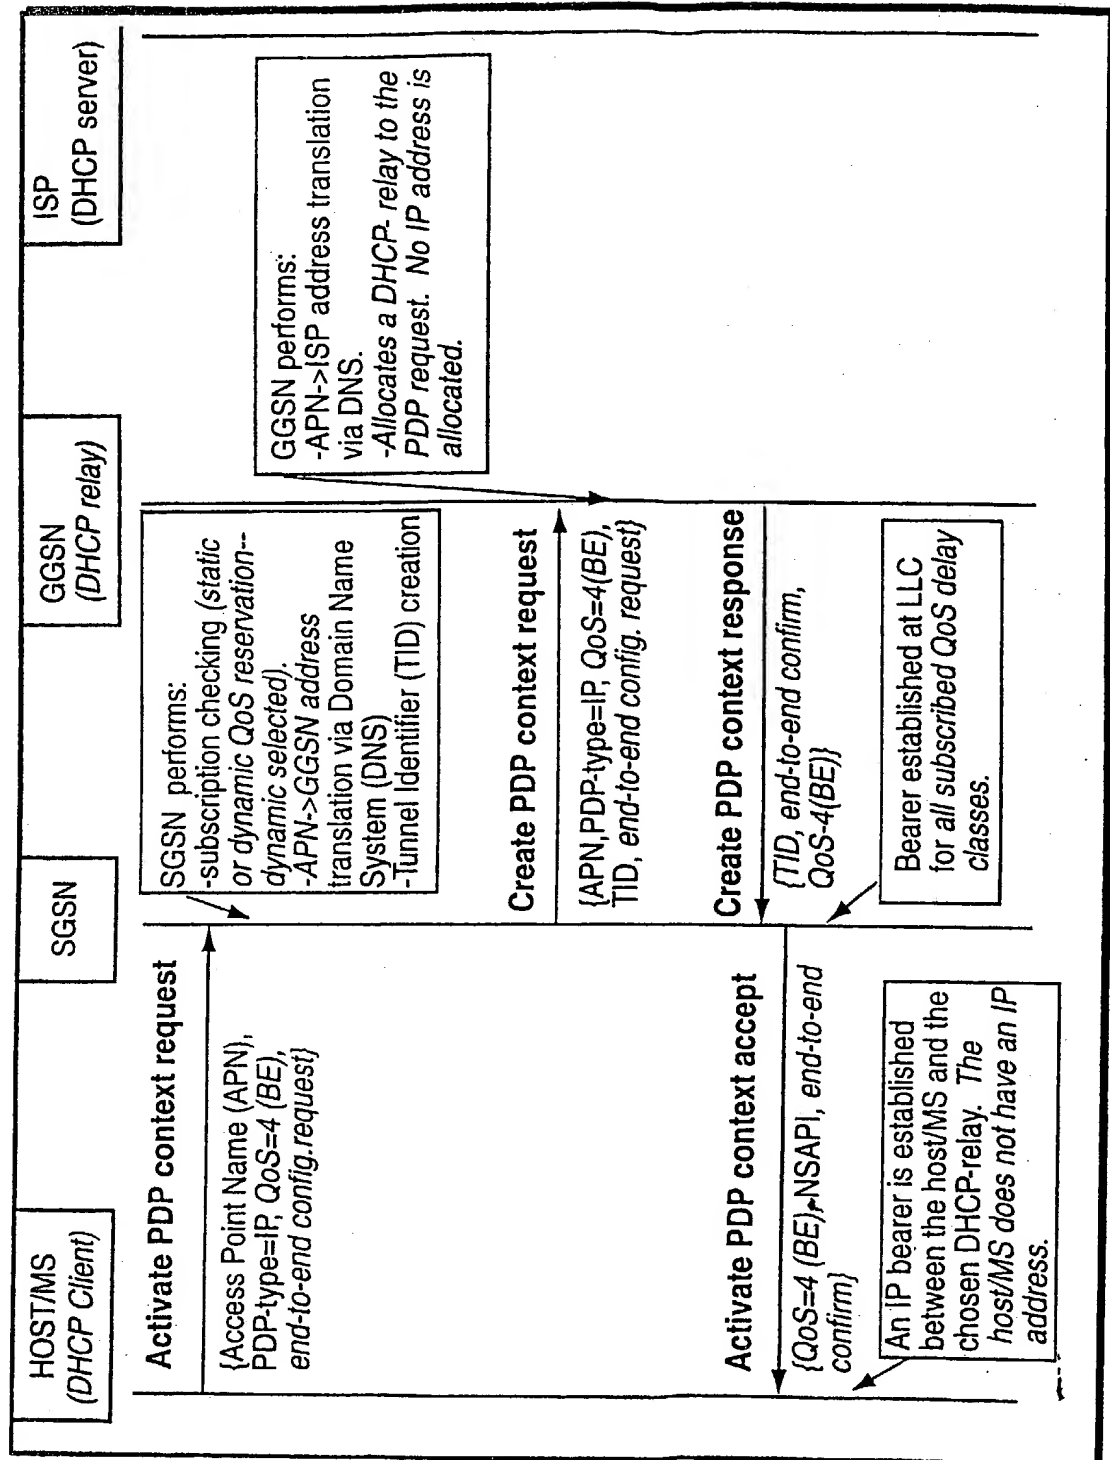 HOST/MS
(DHCP Client)
SGSN
GGSN
(DHCP relay)
ISP
(DHCP server)
Activate PDP context request
{Access Point Name (APN),
PDP-type=IP, QoS=4 (BE),
end-to-end config.request}
SGSN performs:
-subscription checking (static
or dynamic QoS reservation--
dynamic selected).
-APN->GGSN address
translation via Domain Name
System (DNS)
-Tunnel Identifier (TID) creation
Create PDP context request
{APN,PDP-type=IP, QoS=4(BE),
TID, end-to-end config. request}
GGSN performs:
-APN->ISP address translation
via DNS.
-Allocates a DHCP- relay to the
PDP request. No IP address is
allocated.
Create PDP context response
{TID, end-to-end confirm,
QoS-4(BE)}
Bearer established at LLC
for all subscribed QoS delay
classes.
Activate PDP context accept
{QoS=4 (BE),NSAPI, end-to-end
confirm}
An IP bearer is established
between the host/MS and the
chosen DHCP-relay. The
host/MS does not have an IP
address.